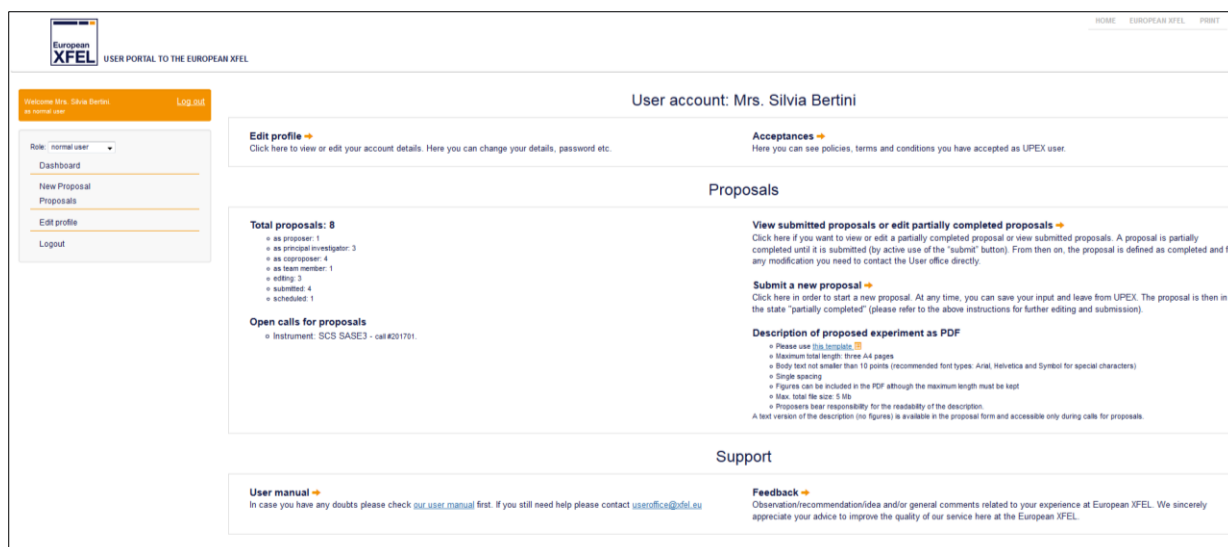 HOME EUROPEAN XFEL PRINT
European
XFEL
USER PORTAL TO THE EUROPEAN XFEL
Welcome Mrs. Silvia Bertini.
as normal user
Log out
Role: normal user
Dashboard
New Proposal
Proposals
Edit profile
Logout
User account: Mrs. Silvia Bertini
Edit profile
Click here to view or edit your account details. Here you can change your details, password etc.
Acceptances
Here you can see policies, terms and conditions you have accepted as UPEX user.
Proposals
Total proposals: 8
as proposer: 1
as principal investigator: 3
as coproposer: 4
as team member: 1
editing: 3
submitted: 4
scheduled: 1
Open calls for proposals
Instrument: SCS SASE3 - call #201701.
View submitted proposals or edit partially completed proposals
Click here if you want to view or edit a partially completed proposal or view submitted proposals. A proposal is partially
completed until it is submitted (by active use of the "submit" button). From then on, the proposal is defined as completed and f
any modification you need to contact the User office directly.
Submit a new proposal
Click here in order to start a new proposal. At any time, you can save your input and leave from UPEX. The proposal is then in
the state "partially completed" (please refer to the above instructions for further editing and submission).
Description of proposed experiment as PDF
Please use this template
Maximum total length: three A4 pages
Body text not smaller than 10 points (recommended font types: Arial, Helvetica and Symbol for special characters)
Single spacing
Figures can be included in the PDF although the maximum length must be kept
Max. total file size: 5 Mb
Proposers bear responsibility for the readability of the description.
A text version of the description (no figures) is available in the proposal form and accessible only during calls for proposals.
Support
User manual
In case you have any doubts please check our user manual first. If you still need help please contact useroffice@xfel.eu
Feedback
Observation/recommendation/idea and/or general comments related to your experience at European XFEL. We sincerely
appreciate your advice to improve the quality of our service here at the European XFEL.